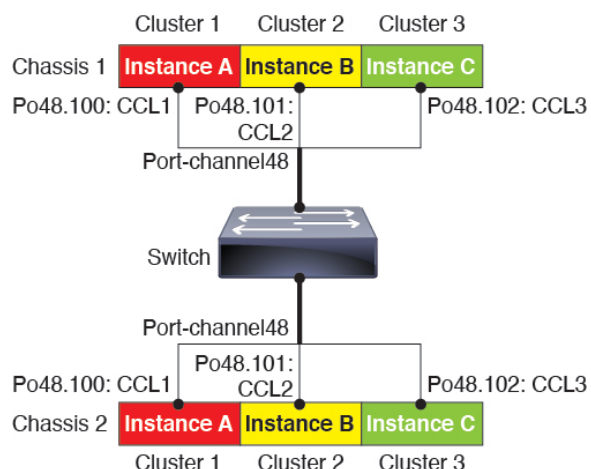 Cluster 1 Cluster 2 Cluster 3
Chassis 1 Instance A Instance B Instance C
Po48.100: CCL1 Po48.101: CCL2 Po48.102: CCL3
Port-channel48
Switch
Port-channel48
Po48.100: CCL1 Po48.101: CCL2 Po48.102: CCL3
Chassis 2 Instance A Instance B Instance C
Cluster 1 Cluster 2 Cluster 3